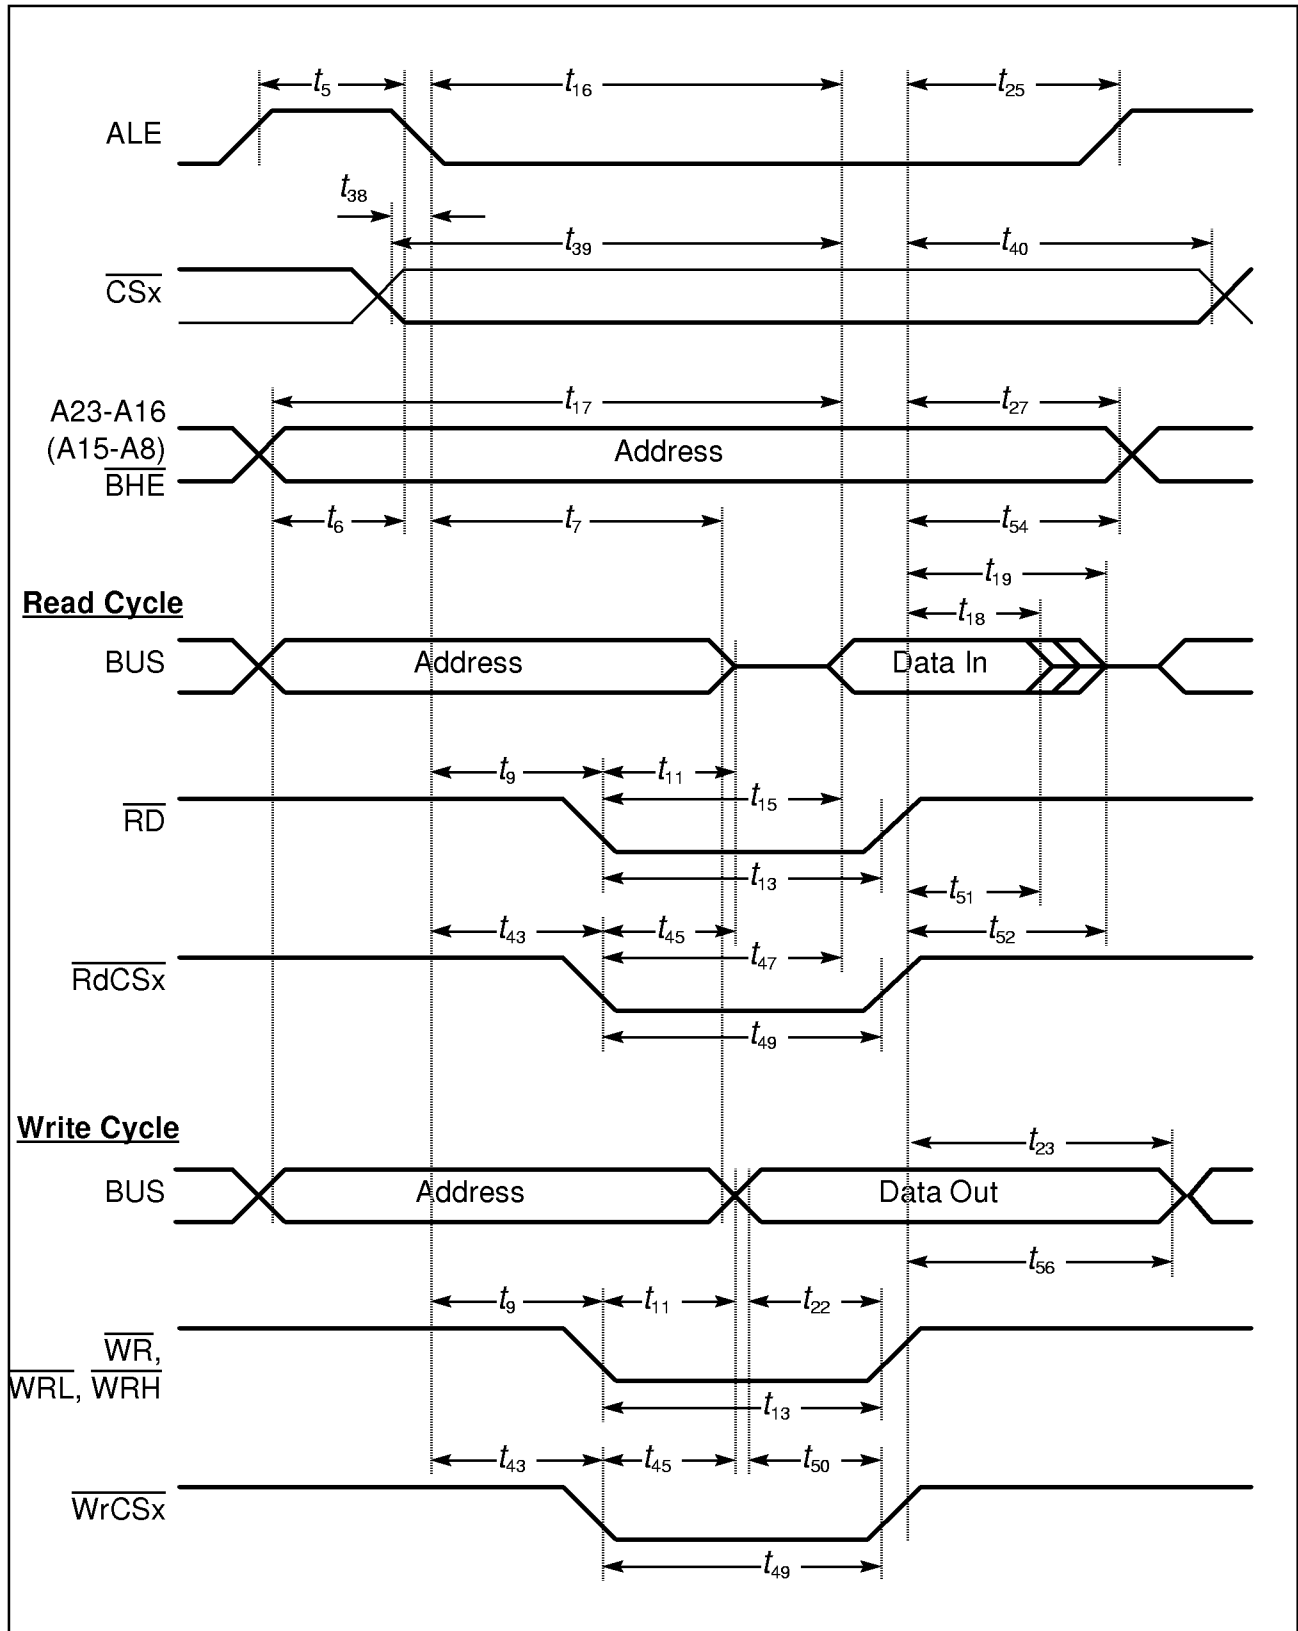 t5 t16 t25
ALE
t38
t39 t40
CSx
t17 t27
A23-A16
(A15-A8) Address
BHE
t6 t7 t54
t19
Read Cycle
t18
BUS Address Data In
t9 t11
t15
RD
t13
t51
t43 t45 t52
t47
RdCSx
t49
Write Cycle
t23
BUS Address Data Out
t56
t9 t11 t22
WR,
WRL, WRH
t13
t43 t45 t50
WrCSx
t49